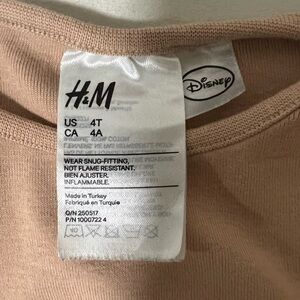 H&M
Disney
US 4T
CA 4A
WEAR SNUG-FITTING,
NOT FLAME RESISTANT.
BIEN AJUSTER.
INFLAMMABLE.
Made in Turkey
Fabriqué en Turquie
Q/N 250517
P/N 1000722 4
40